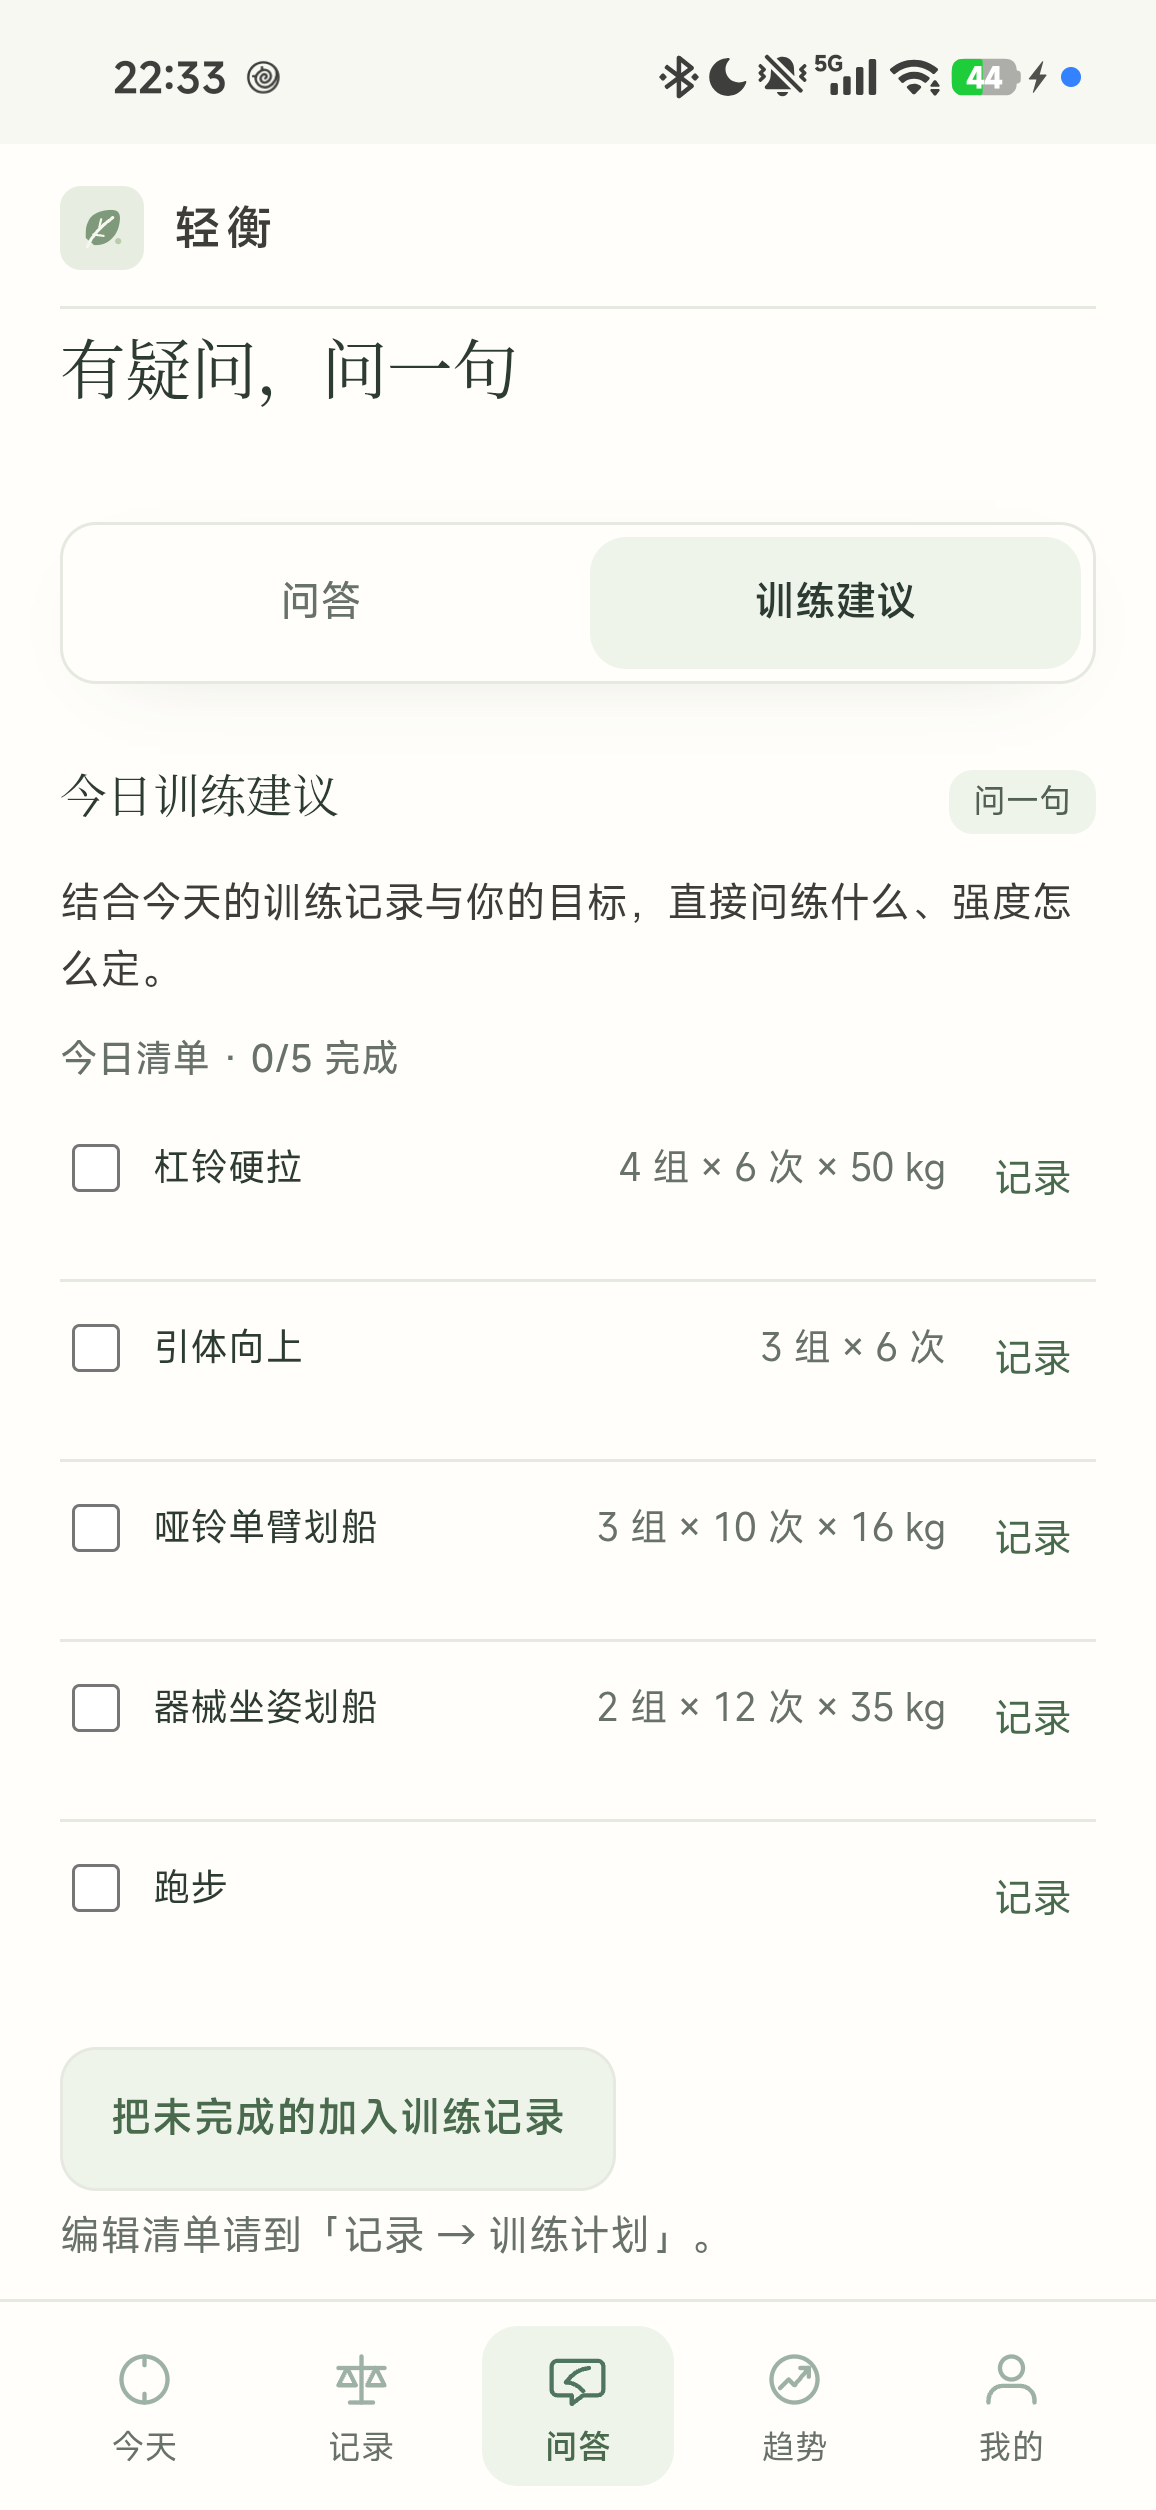 22:33
5G
44
轻衡
有疑问，问一句
问答
训练建议
今日训练建议
问一句
结合今天的训练记录与你的目标，直接问练什么、强度怎
么定。
今日清单 · 0/5 完成
杠铃硬拉 4 组 × 6 次 × 50 kg 记录
引体向上 3 组 × 6 次 记录
哑铃单臂划船 3 组 × 10 次 × 16 kg 记录
器械坐姿划船 2 组 × 12 次 × 35 kg 记录
跑步 记录
把未完成的加入训练记录
编辑清单请到「记录 → 训练计划」。
今天 记录 问答 趋势 我的